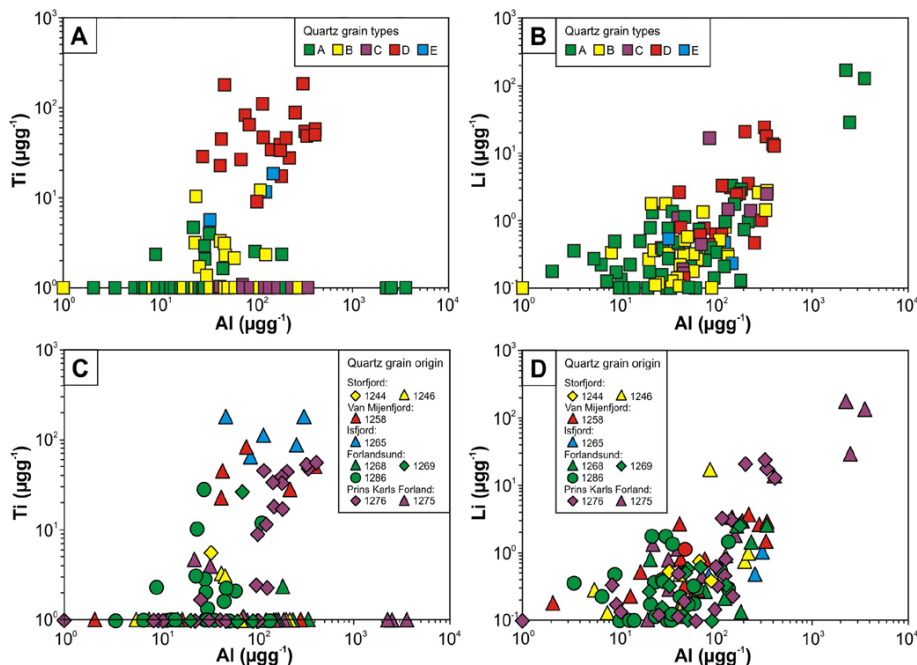 A
Quartz grain types
A B C D E
10³
10²
10¹
10⁰
Ti (µgg⁻¹)
10⁰ 10¹ 10² 10³ 10⁴
Al (µgg⁻¹)
B
Quartz grain types
A B C D E
10³
10²
10¹
10⁰
10⁻¹
Li (µgg⁻¹)
10⁰ 10¹ 10² 10³ 10⁴
Al (µgg⁻¹)
C
Quartz grain origin
Storfjord:
1244 1246
Van Mijenfjord:
1258
Isfjord:
1265
Forlandsund:
1268 1269
1286
Prins Karls Forland:
1276 1275
10³
10²
10¹
10⁰
Ti (µgg⁻¹)
10⁰ 10¹ 10² 10³ 10⁴
Al (µgg⁻¹)
D
Quartz grain origin
Storfjord:
1244 1246
Van Mijenfjord:
1258
Isfjord:
1265
Forlandsund:
1268 1269
1286
Prins Karls Forland:
1276 1275
10³
10²
10¹
10⁰
10⁻¹
Li (µgg⁻¹)
10⁰ 10¹ 10² 10³ 10⁴
Al (µgg⁻¹)